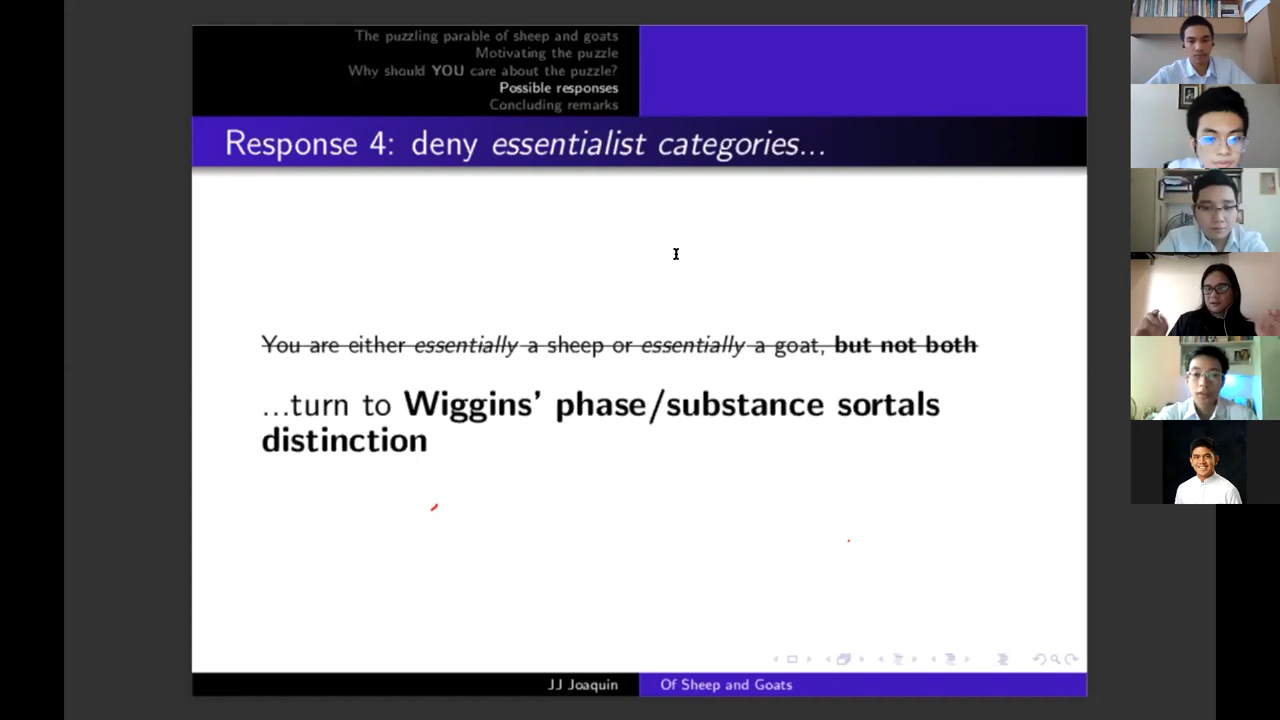 The puzzling parable of sheep and goats
Motivating the puzzle
Why should YOU care about the puzzle?
Possible responses
Concluding remarks
Response 4: deny essentialist categories...
You are either essentially a sheep or essentially a goat, but not both
...turn to Wiggins' phase/substance sortals
distinction
JJ Joaquin
Of Sheep and Goats